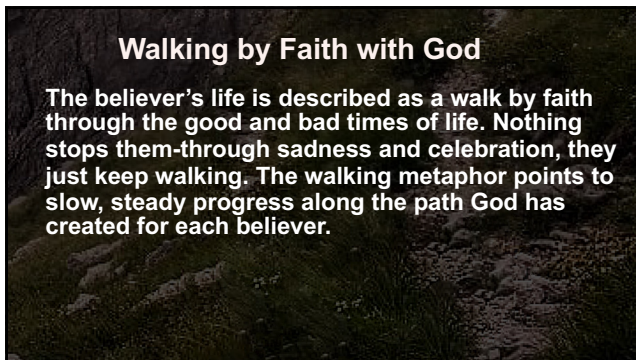 Walking by Faith with God
The believer’s life is described as a walk by faith
through the good and bad times of life. Nothing
stops them-through sadness and celebration, they
just keep walking. The walking metaphor points to
slow, steady progress along the path God has
created for each believer.